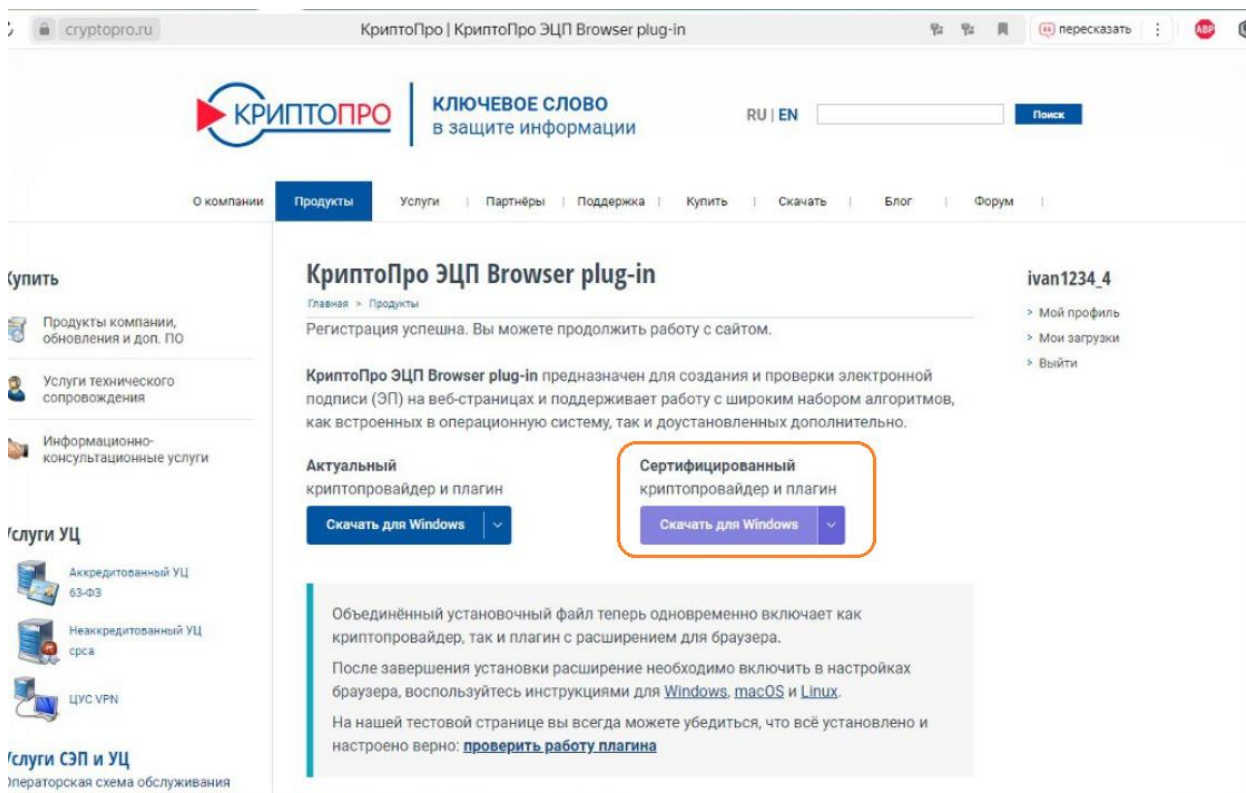 cryptopro.ru
КриптоПро | КриптоПро ЭЦП Browser plug-in
пересказать
ABP
КРИПТОПРО
КЛЮЧЕВОЕ СЛОВО
в защите информации
RU | EN
Поиск
О компании
Продукты
Услуги
Партнёры
Поддержка
Купить
Скачать
Блог
Форум
Купить
Продукты компании,
обновления и доп. ПО
Услуги технического
сопровождения
Информационно-
консультационные услуги
Услуги УЦ
Аккредитованный УЦ
63-ФЗ
Неаккредитованный УЦ
срса
ЦУС VPN
Услуги СЭП и УЦ
Операторская схема обслуживания
КриптоПро ЭЦП Browser plug-in
Главная > Продукты
Регистрация успешна. Вы можете продолжить работу с сайтом.
КриптоПро ЭЦП Browser plug-in предназначен для создания и проверки электронной
подписи (ЭП) на веб-страницах и поддерживает работу с широким набором алгоритмов,
как встроенных в операционную систему, так и доустановленных дополнительно.
Актуальный
криптопровайдер и плагин
Скачать для Windows
Сертифицированный
криптопровайдер и плагин
Скачать для Windows
Объединённый установочный файл теперь одновременно включает как
криптопровайдер, так и плагин с расширением для браузера.
После завершения установки расширение необходимо включить в настройках
браузера, воспользуйтесь инструкциями для Windows, macOS и Linux.
На нашей тестовой странице вы всегда можете убедиться, что всё установлено и
настроено верно: проверить работу плагина
ivan1234_4
Мой профиль
Мои загрузки
Выйти